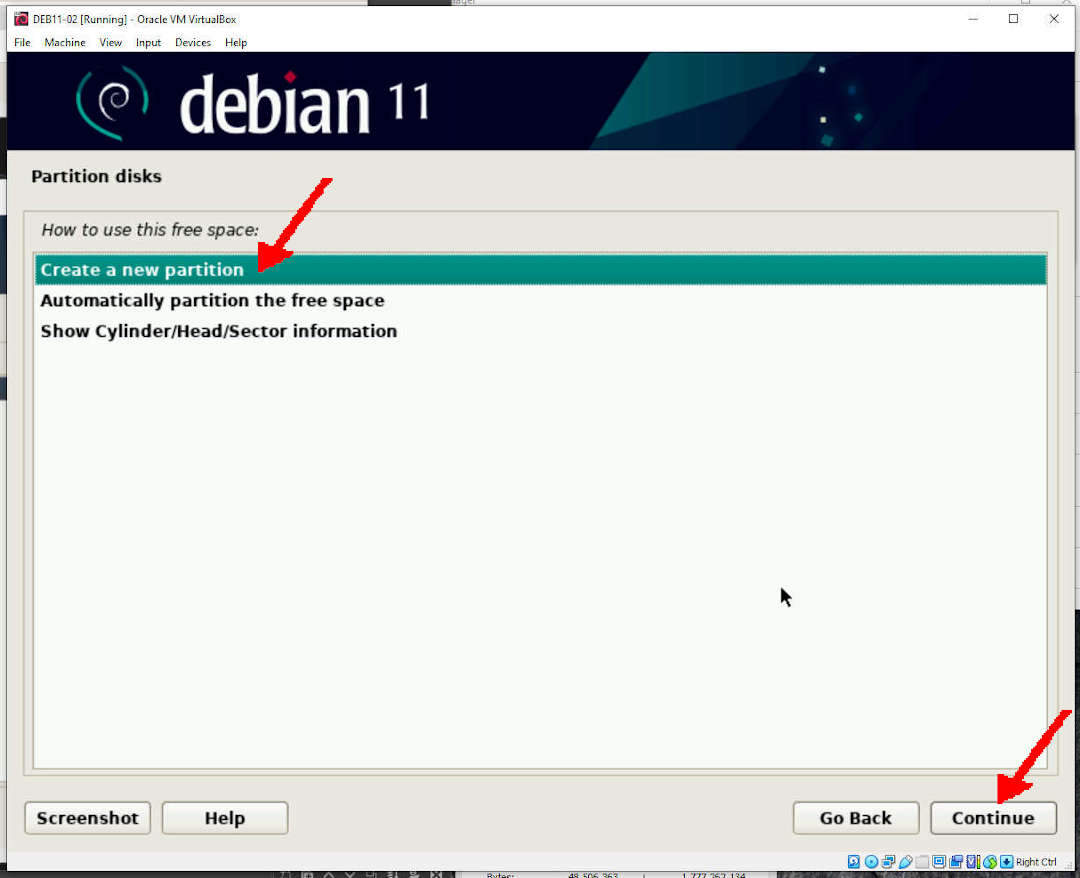 DEB11-02 [Running] - Oracle VM VirtualBox
File Machine View Input Devices Help
debian 11
Partition disks
How to use this free space:
Create a new partition
Automatically partition the free space
Show Cylinder/Head/Sector information
Screenshot Help Go Back Continue
Right Ctrl